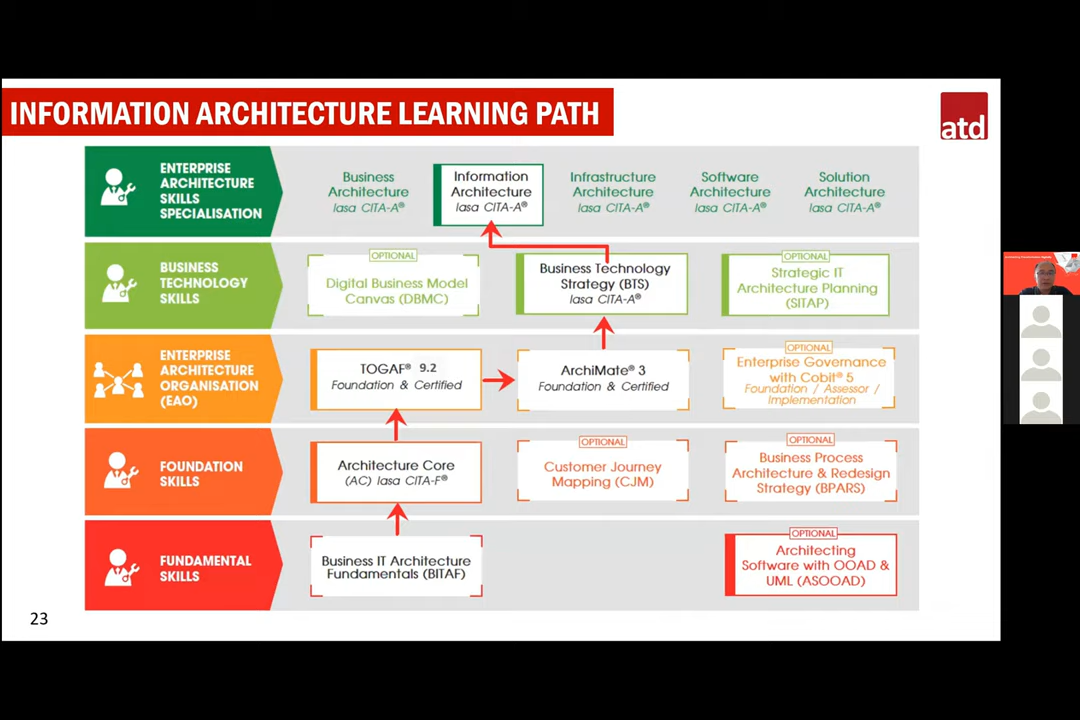 INFORMATION ARCHITECTURE LEARNING PATH
atd
ENTERPRISE
ARCHITECTURE
SKILLS
SPECIALISATION
Business
Architecture
Iasa CITA-A®
Information
Architecture
Iasa CITA-A®
Infrastructure
Architecture
Iasa CITA-A®
Software
Architecture
Iasa CITA-A®
Solution
Architecture
Iasa CITA-A®
BUSINESS
TECHNOLOGY
SKILLS
OPTIONAL
Digital Business Model
Canvas (DBMC)
Business Technology
Strategy (BTS)
Iasa CITA-A®
OPTIONAL
Strategic IT
Architecture Planning
(SITAP)
ENTERPRISE
ARCHITECTURE
ORGANISATION
(EAO)
TOGAF® 9.2
Foundation & Certified
ArchiMate® 3
Foundation & Certified
OPTIONAL
Enterprise Governance
with Cobit® 5
Foundation / Assessor /
Implementation
FOUNDATION
SKILLS
Architecture Core
(AC) Iasa CITA-F®
OPTIONAL
Customer Journey
Mapping (CJM)
OPTIONAL
Business Process
Architecture & Redesign
Strategy (BPARS)
FUNDAMENTAL
SKILLS
Business IT Architecture
Fundamentals (BITAF)
OPTIONAL
Architecting
Software with OOAD &
UML (ASOOAD)
23